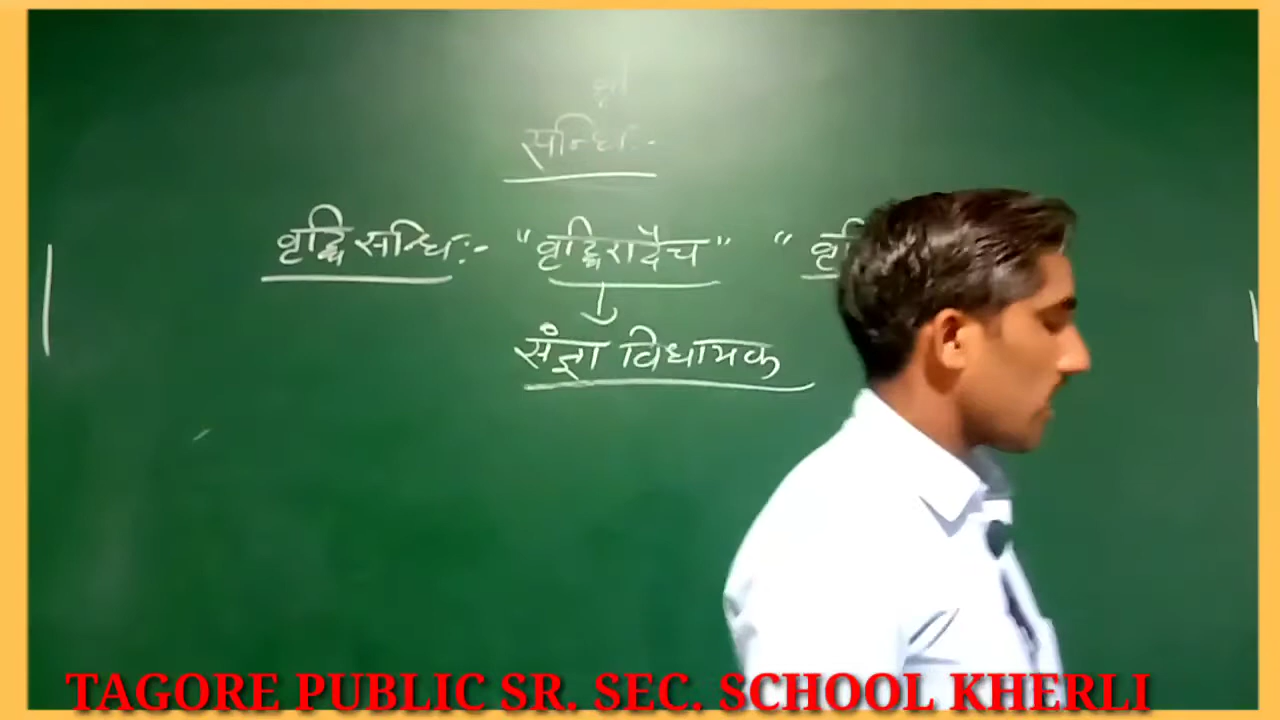 सन्धिः-
वृद्धि सन्धिः- "वृद्धिरादैच" "वृद्धि
संज्ञा विधायक
TAGORE PUBLIC SR. SEC. SCHOOL KHERLI